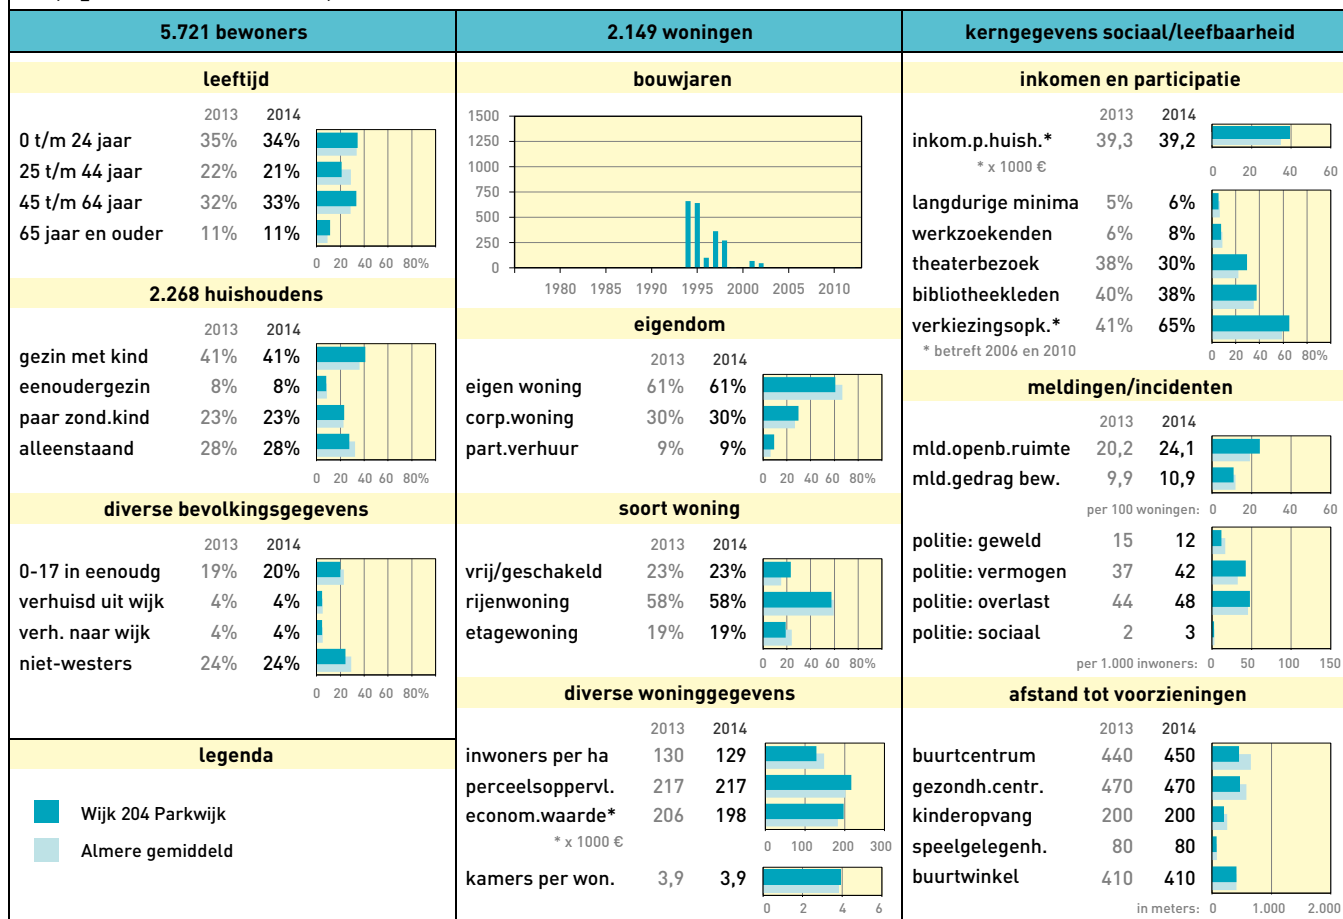 5.721 bewoners
leeftijd
2013 2014
0 t/m 24 jaar 35% 34%
25 t/m 44 jaar 22% 21%
45 t/m 64 jaar 32% 33%
65 jaar en ouder 11% 11%
0 20 40 60 80%
2.268 huishoudens
2013 2014
gezin met kind 41% 41%
eenoudergezin 8% 8%
paar zond.kind 23% 23%
alleenstaand 28% 28%
0 20 40 60 80%
diverse bevolkingsgegevens
2013 2014
0-17 in eenoudg 19% 20%
verhuisd uit wijk 4% 4%
verh. naar wijk 4% 4%
niet-westers 24% 24%
0 20 40 60 80%
legenda
Wijk 204 Parkwijk
Almere gemiddeld
2.149 woningen
bouwjaren
1500
1250
1000
750
500
250
0
1980 1985 1990 1995 2000 2005 2010
eigendom
2013 2014
eigen woning 61% 61%
corp.woning 30% 30%
part.verhuur 9% 9%
0 20 40 60 80%
soort woning
2013 2014
vrij/geschakeld 23% 23%
rijenwoning 58% 58%
etagewoning 19% 19%
0 20 40 60 80%
diverse woninggegevens
2013 2014
inwoners per ha 130 129
perceelsoppervl. 217 217
econom.waarde* 206 198
* x 1000 €
0 100 200 300
kamers per won. 3,9 3,9
0 2 4 6
kerngegevens sociaal/leefbaarheid
inkomen en participatie
2013 2014
inkom.p.huish.* 39,3 39,2
* x 1000 €
0 20 40 60
langdurige minima 5% 6%
werkzoekenden 6% 8%
theaterbezoek 38% 30%
bibliotheekleden 40% 38%
verkiezingsopk.* 41% 65%
* betreft 2006 en 2010
0 20 40 60 80%
meldingen/incidenten
2013 2014
mld.openb.ruimte 20,2 24,1
mld.gedrag bew. 9,9 10,9
per 100 woningen: 0 20 40 60
politie: geweld 15 12
politie: vermogen 37 42
politie: overlast 44 48
politie: sociaal 2 3
per 1.000 inwoners: 0 50 100 150
afstand tot voorzieningen
2013 2014
buurtcentrum 440 450
gezondh.centr. 470 470
kinderopvang 200 200
speelgelegenh. 80 80
buurtwinkel 410 410
in meters: 0 1.000 2.000